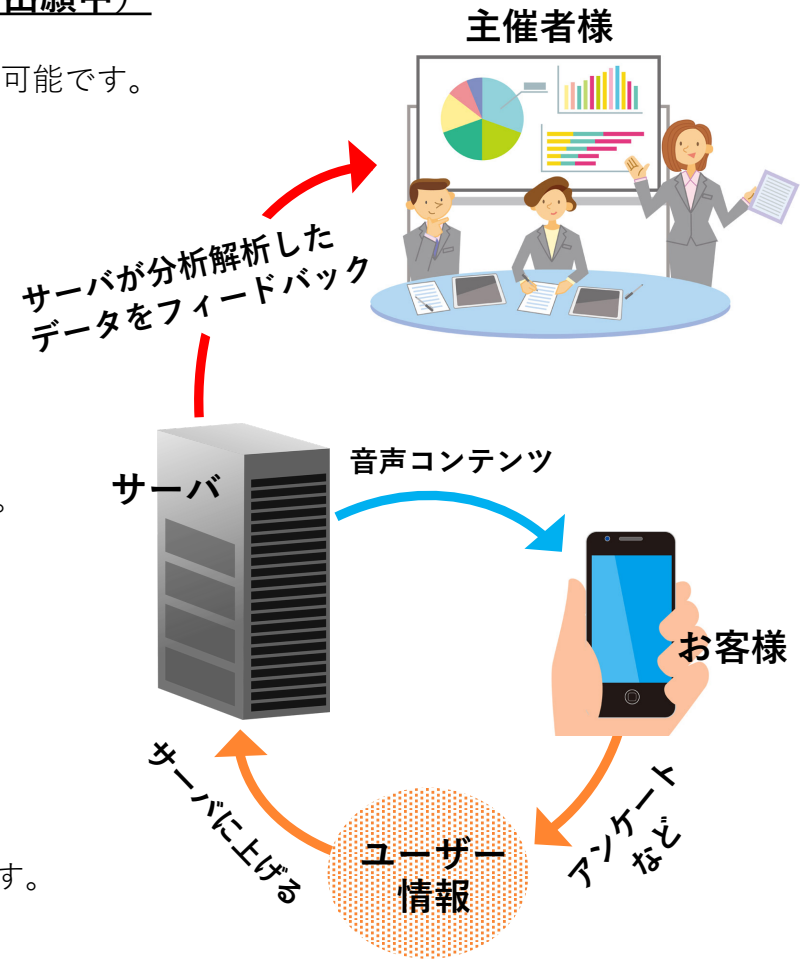 出願中）
主催者様
可能です。
サーバが分析解析した
データをフィードバック
音声コンテンツ
サーバ
。
お客様
サーバに上げる
アンケート
など
ユーザー
情報
す。